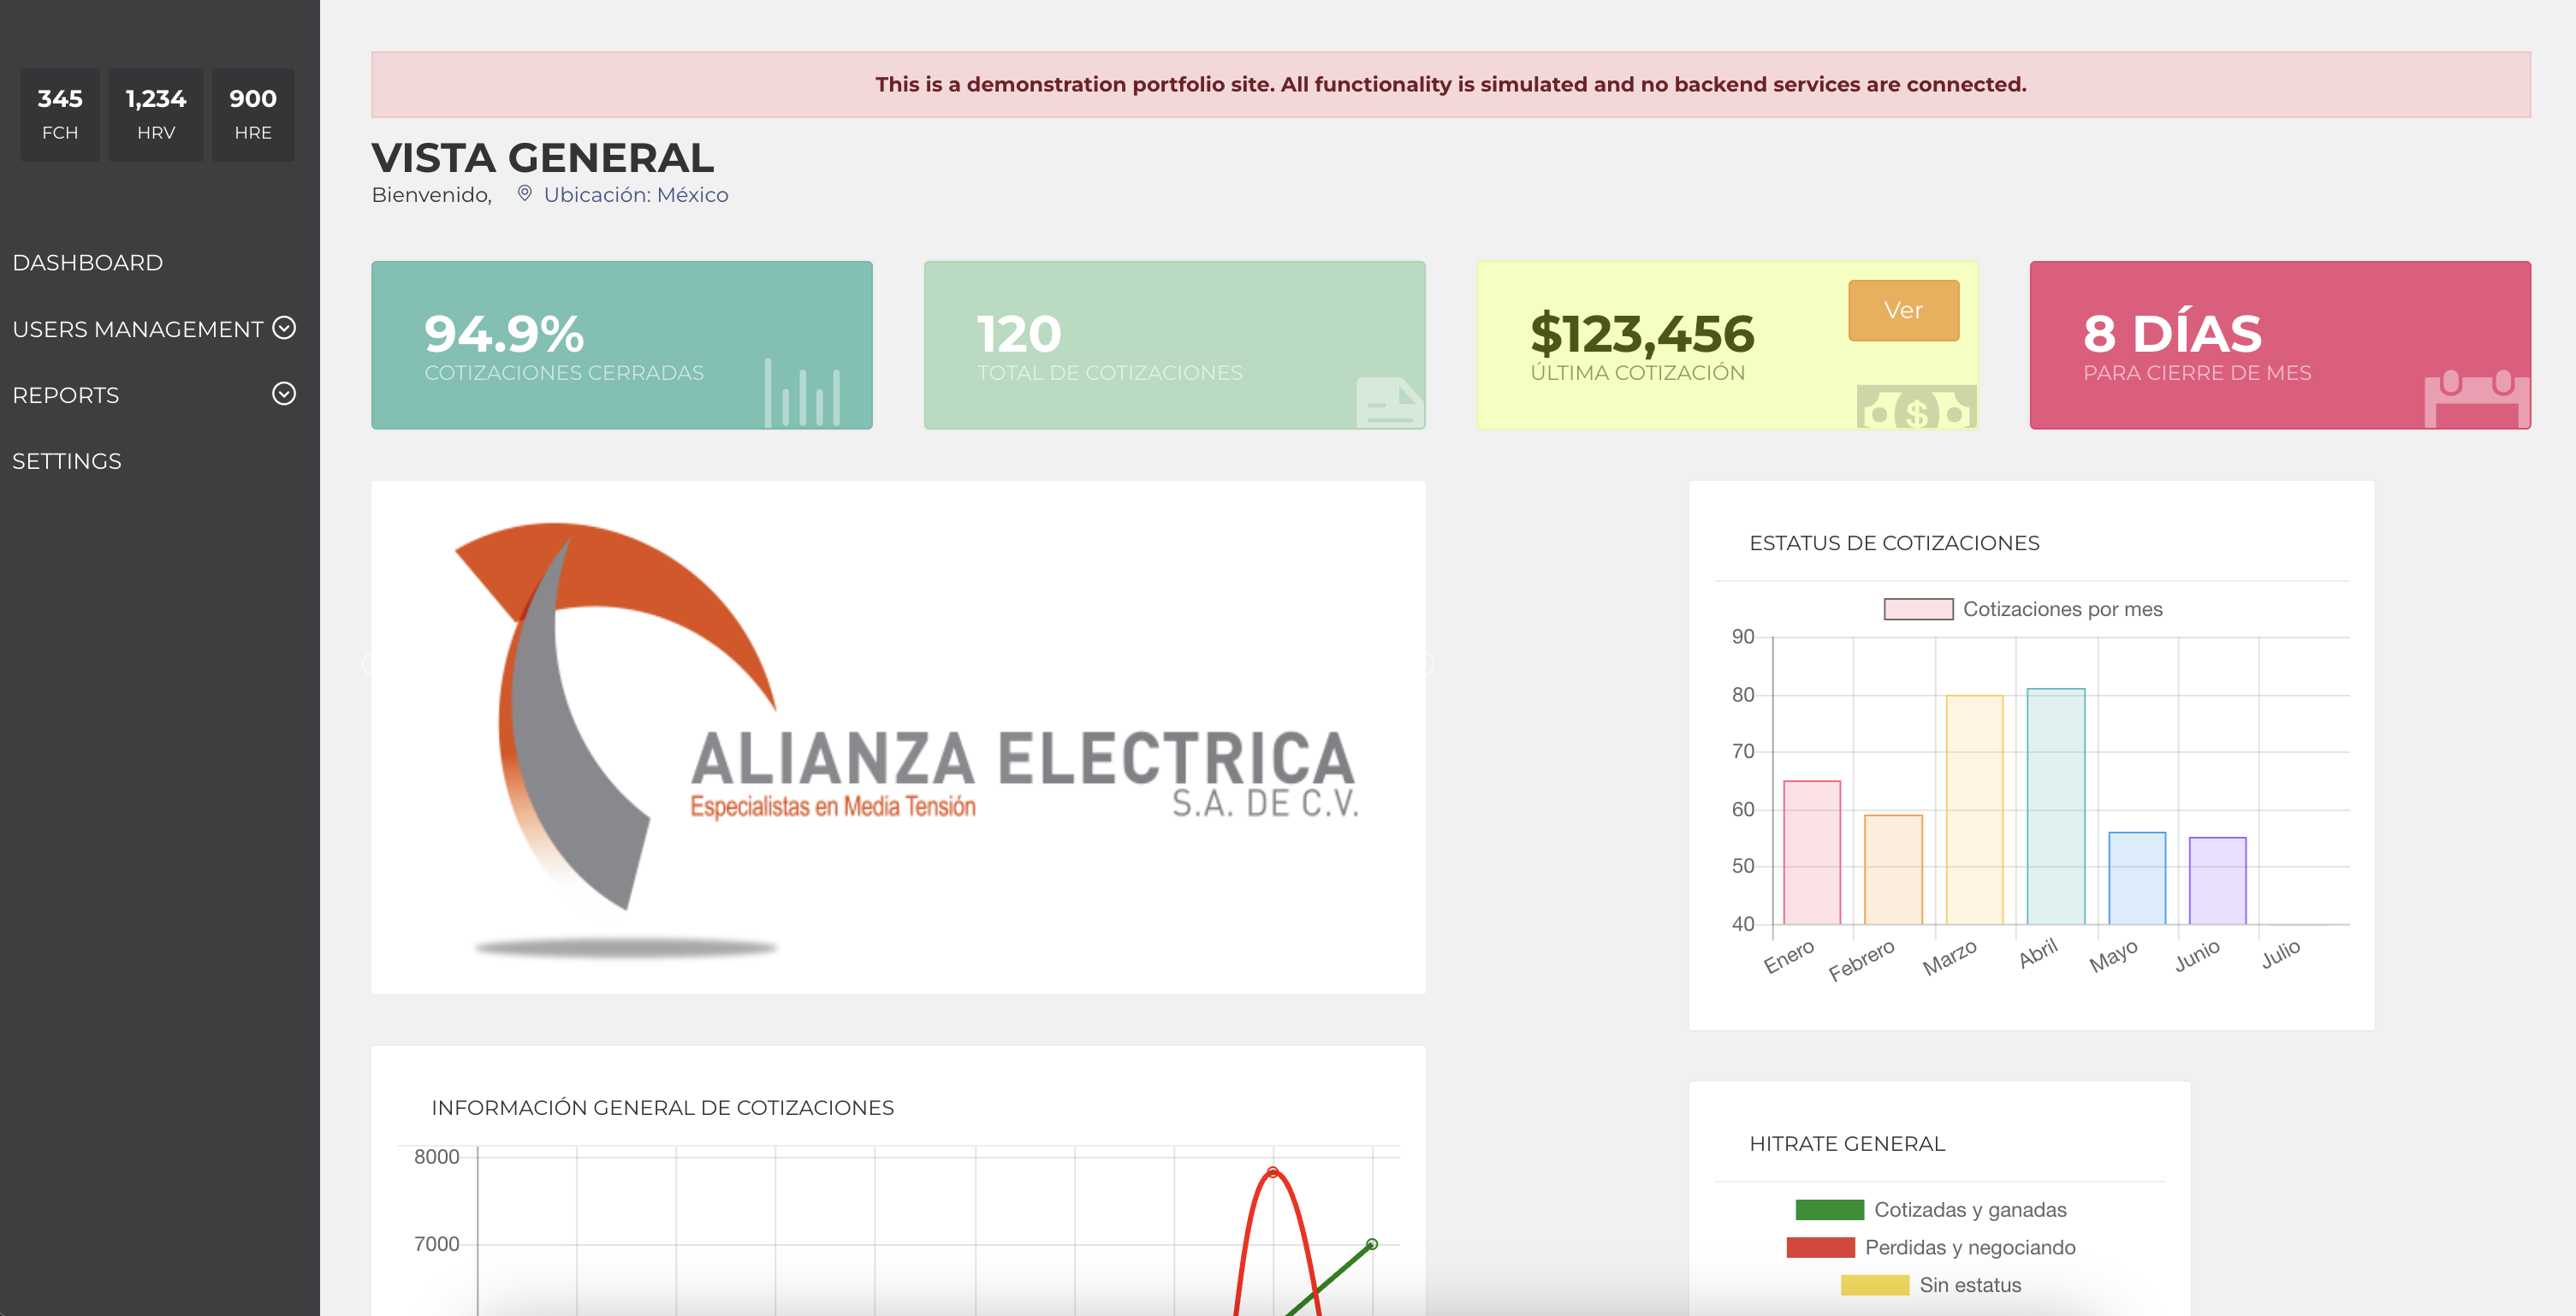 345
FCH
1,234
HRV
900
HRE
DASHBOARD
USERS MANAGEMENT
REPORTS
SETTINGS
This is a demonstration portfolio site. All functionality is simulated and no backend services are connected.
VISTA GENERAL
Bienvenido, Ubicación: México
94.9%
COTIZACIONES CERRADAS
120
TOTAL DE COTIZACIONES
$123,456
ÚLTIMA COTIZACIÓN
Ver
$
8 DÍAS
PARA CIERRE DE MES
ALIANZA ELECTRICA
Especialistas en Media Tensión
S.A. DE C.V.
ESTATUS DE COTIZACIONES
Cotizaciones por mes
90
80
70
60
50
40
Enero
Febrero
Marzo
Abril
Mayo
Junio
Julio
INFORMACIÓN GENERAL DE COTIZACIONES
8000
7000
HITRATE GENERAL
Cotizadas y ganadas
Perdidas y negociando
Sin estatus